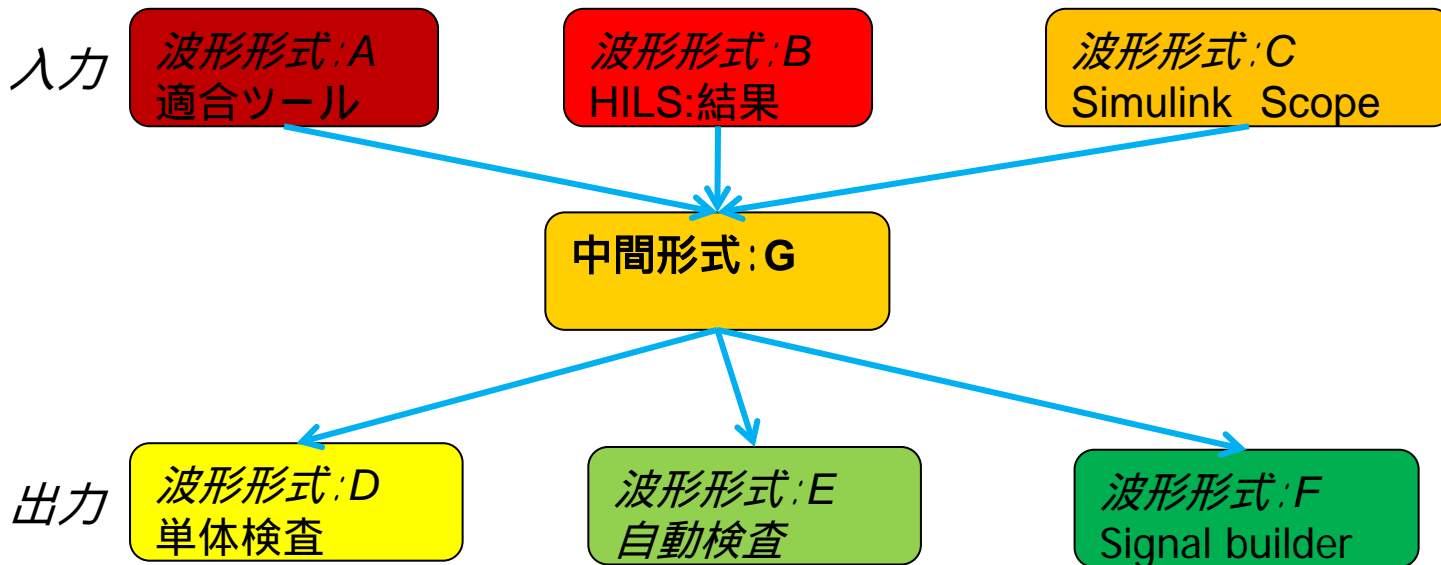 入力
波形形式:A
適合ツール
波形形式:B
HILS:結果
波形形式:C
Simulink Scope
中間形式:G
出力
波形形式:D
単体検査
波形形式:E
自動検査
波形形式:F
Signal builder